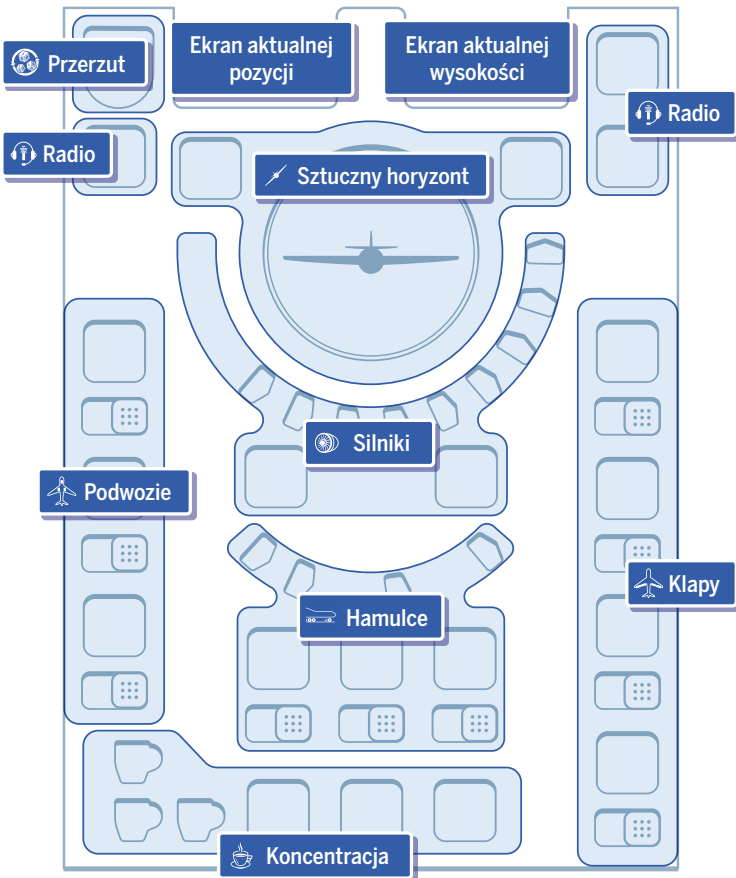 Przerzut
Ekran aktualnej
pozycji
Ekran aktualnej
wysokości
Radio
Radio
Sztuczny horyzont
Silniki
Podwozie
Klapy
Hamulce
Koncentracja